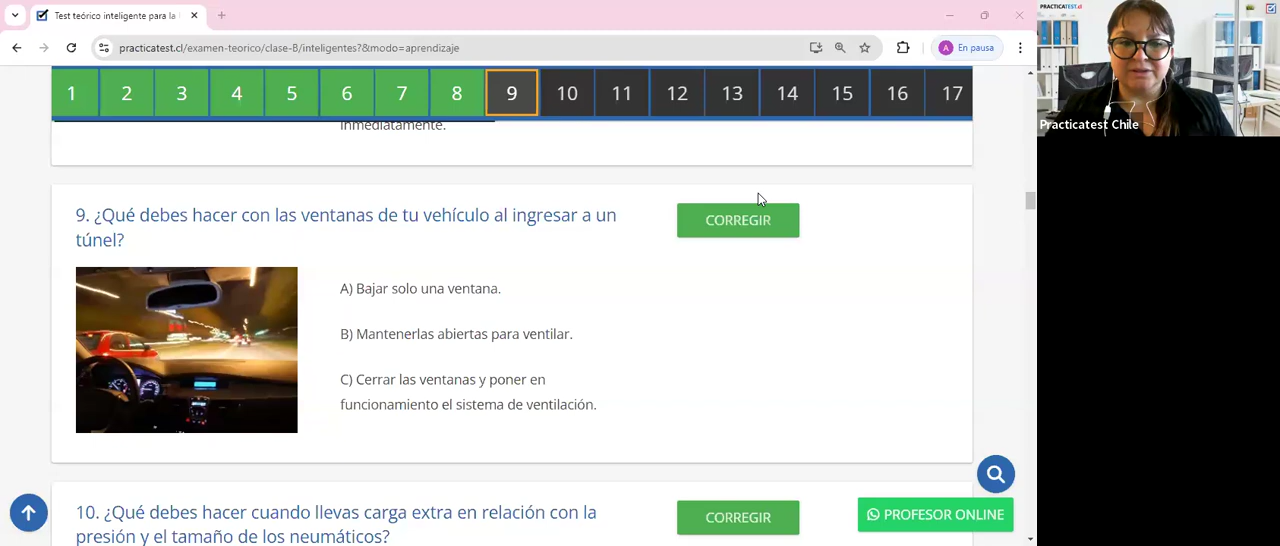 Test teórico inteligente para la
practicatest.cl/examen-teorico/clase-B/inteligentes?&modo=aprendizaje
A
En pausa
1 2 3 4 5 6 7 8 9 10 11 12 13 14 15 16 17
inmediatamente.
9. ¿Qué debes hacer con las ventanas de tu vehículo al ingresar a un
túnel?
CORREGIR
A) Bajar solo una ventana.
B) Mantenerlas abiertas para ventilar.
C) Cerrar las ventanas y poner en
funcionamiento el sistema de ventilación.
10. ¿Qué debes hacer cuando llevas carga extra en relación con la
presión y el tamaño de los neumáticos?
CORREGIR
PROFESOR ONLINE
PRACTICATEST.cl
Practicatest Chile